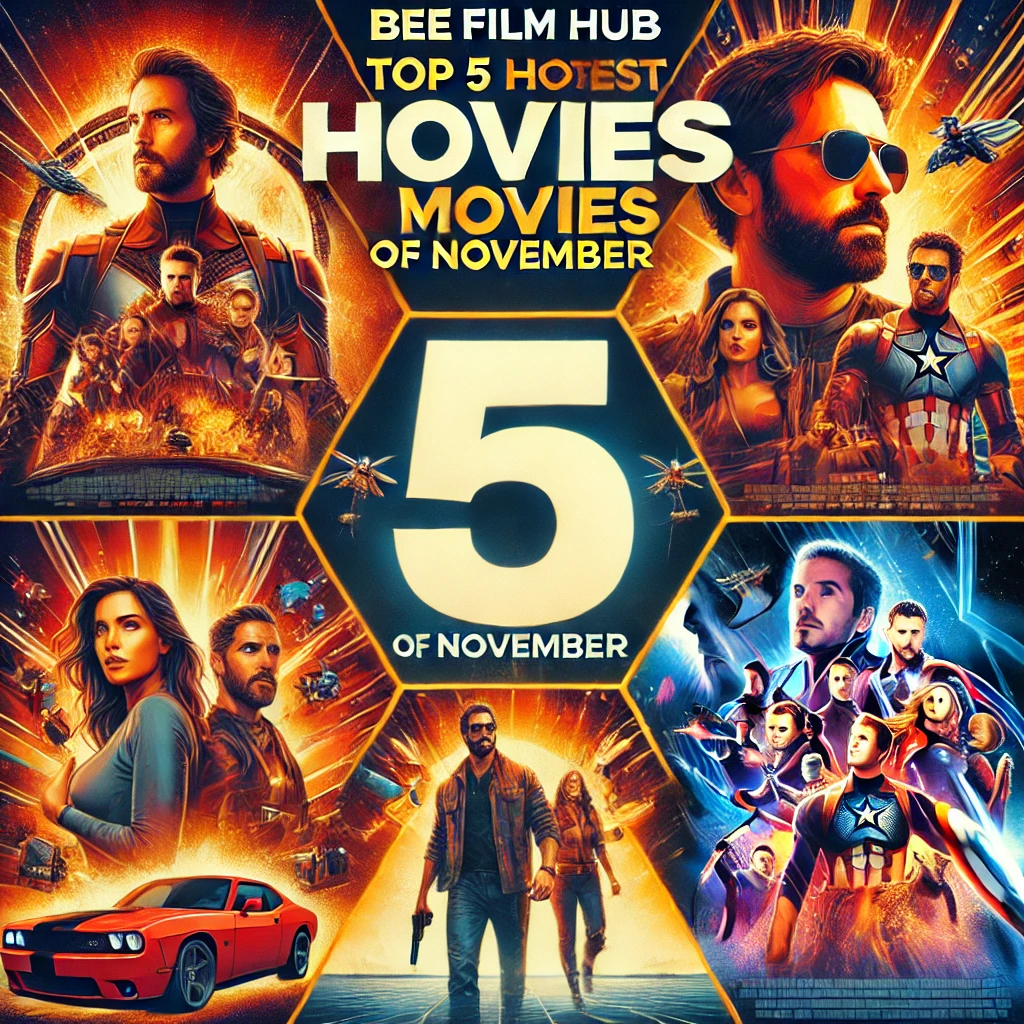 BEE FILM HUB
TOP 5 HOTEST
HOVIES
MOVIES
OF NOVEMBER
5
OF NOVEMBER